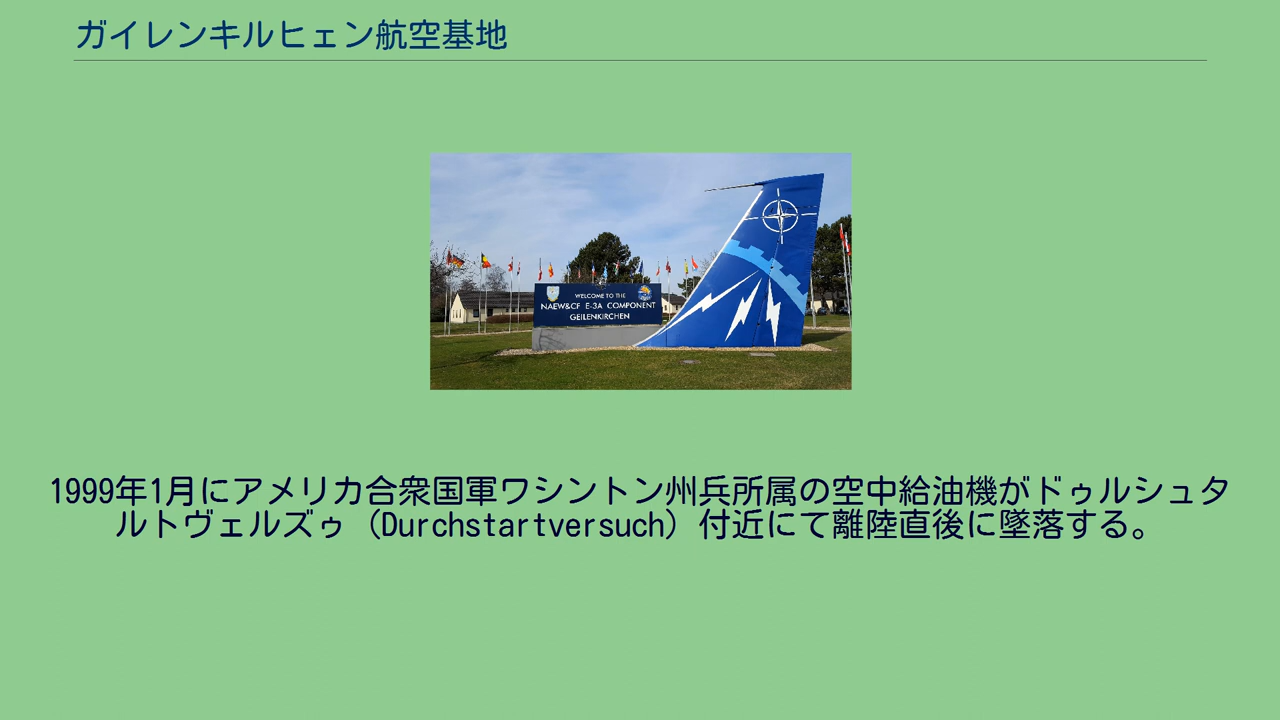 ガイレンキルヒェン航空基地
WELCOME TO THE
NAEW&CF E-3A COMPONENT
GEILENKIRCHEN
1999年1月にアメリカ合衆国軍ワシントン州兵所属の空中給油機がドゥルシュタ
ルトヴェルズゥ（Durchstartversuch）付近にて離陸直後に墜落する。